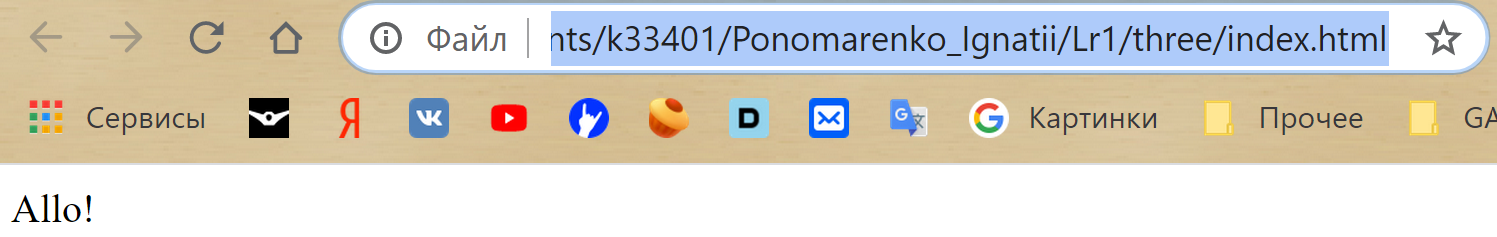 Файл nts/k33401/Ponomarenko_Ignatii/Lr1/three/index.html
Сервисы Я D G Картинки Прочее GA
Allo!